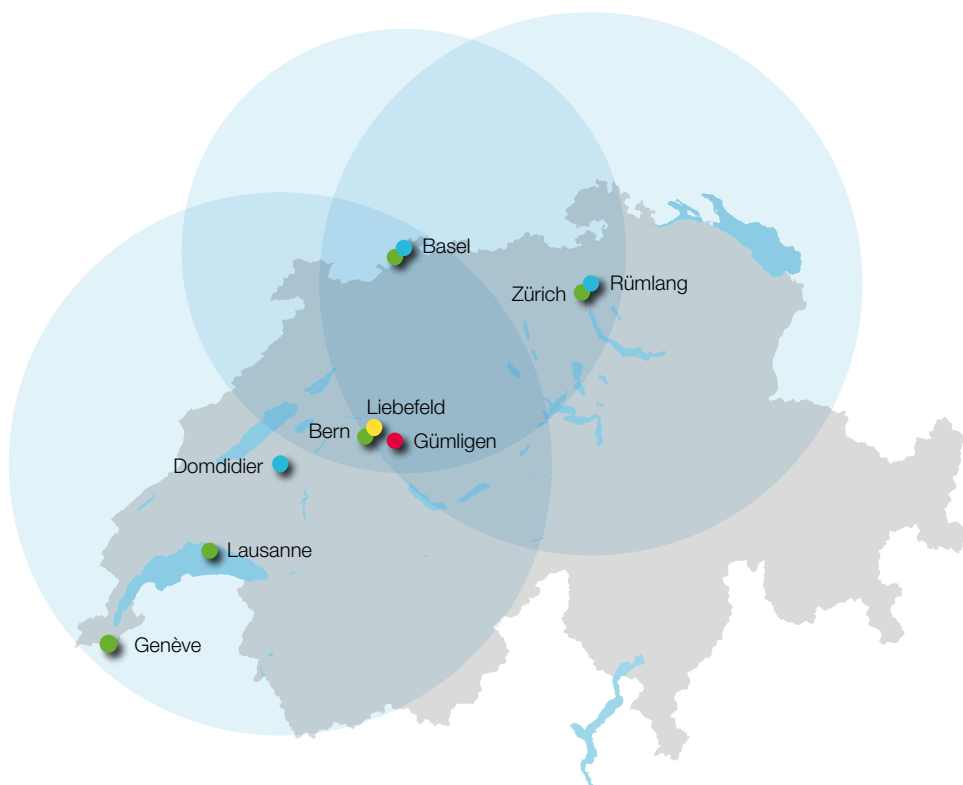 Basel
Rümlang
Zürich
Liebefeld
Bern
Gümligen
Domdidier
Lausanne
Genève